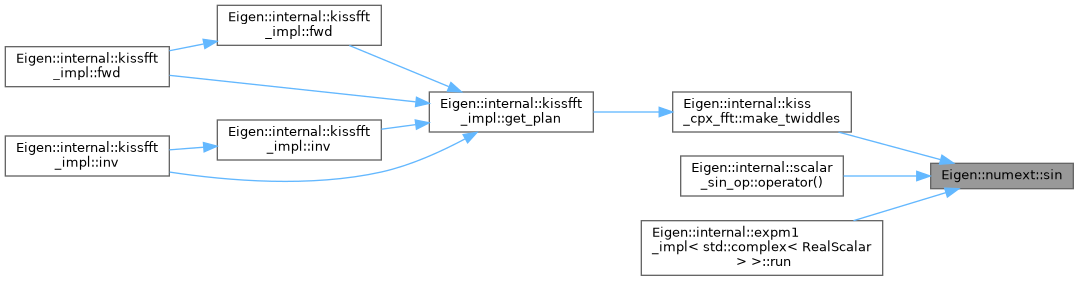 Eigen::internal::kissfft
_impl::fwd
Eigen::internal::kissfft
_impl::fwd
Eigen::internal::kissfft
_impl::inv
Eigen::internal::kissfft
_impl::inv
Eigen::internal::kissfft
_impl::get_plan
Eigen::internal::kiss
_cpx_fft::make_twiddles
Eigen::internal::scalar
_sin_op::operator()
Eigen::internal::expm1
_impl< std::complex< RealScalar
> >::run
Eigen::numext::sin